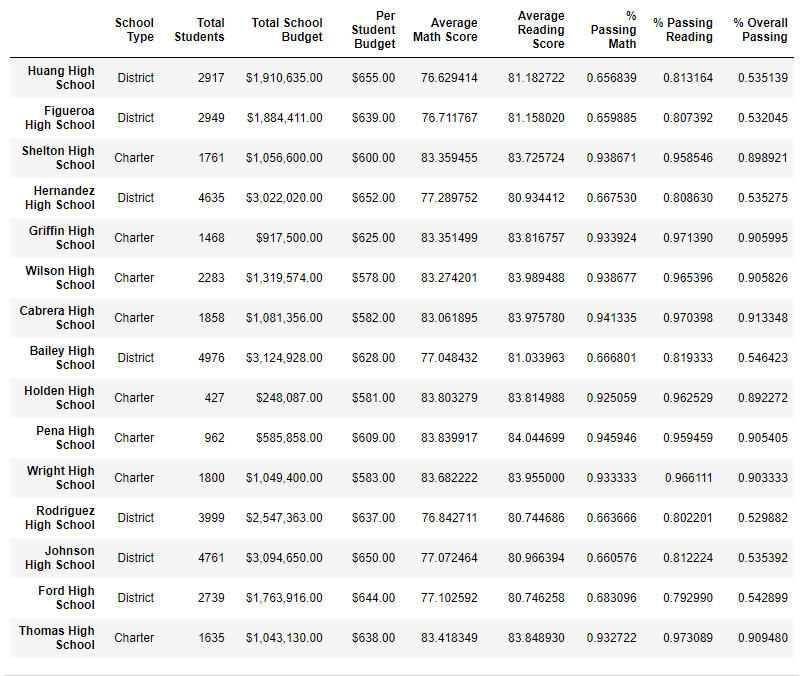 School Type Total Students Total School Budget Per Student Budget Average Math Score Average Reading Score % Passing Math % Passing Reading % Overall Passing
Huang High School District 2917 $1,910,635.00 $655.00 76.629414 81.182722 0.656839 0.813164 0.535139
Figueroa High School District 2949 $1,884,411.00 $639.00 76.711767 81.158020 0.659885 0.807392 0.532045
Shelton High School Charter 1761 $1,056,600.00 $600.00 83.359455 83.725724 0.938671 0.958546 0.898921
Hernandez High School District 4635 $3,022,020.00 $652.00 77.289752 80.934412 0.667530 0.808630 0.535275
Griffin High School Charter 1468 $917,500.00 $625.00 83.351499 83.816757 0.933924 0.971390 0.905995
Wilson High School Charter 2283 $1,319,574.00 $578.00 83.274201 83.989488 0.938677 0.965396 0.905826
Cabrera High School Charter 1858 $1,081,356.00 $582.00 83.061895 83.975780 0.941335 0.970398 0.913348
Bailey High School District 4976 $3,124,928.00 $628.00 77.048432 81.033963 0.666801 0.819333 0.546423
Holden High School Charter 427 $248,087.00 $581.00 83.803279 83.814988 0.925059 0.962529 0.892272
Pena High School Charter 962 $585,858.00 $609.00 83.839917 84.044699 0.945946 0.959459 0.905405
Wright High School Charter 1800 $1,049,400.00 $583.00 83.682222 83.955000 0.933333 0.966111 0.903333
Rodriguez High School District 3999 $2,547,363.00 $637.00 76.842711 80.744686 0.663666 0.802201 0.529882
Johnson High School District 4761 $3,094,650.00 $650.00 77.072464 80.966394 0.660576 0.812224 0.535392
Ford High School District 2739 $1,763,916.00 $644.00 77.102592 80.746258 0.683096 0.792990 0.542899
Thomas High School Charter 1635 $1,043,130.00 $638.00 83.418349 83.848930 0.932722 0.973089 0.909480